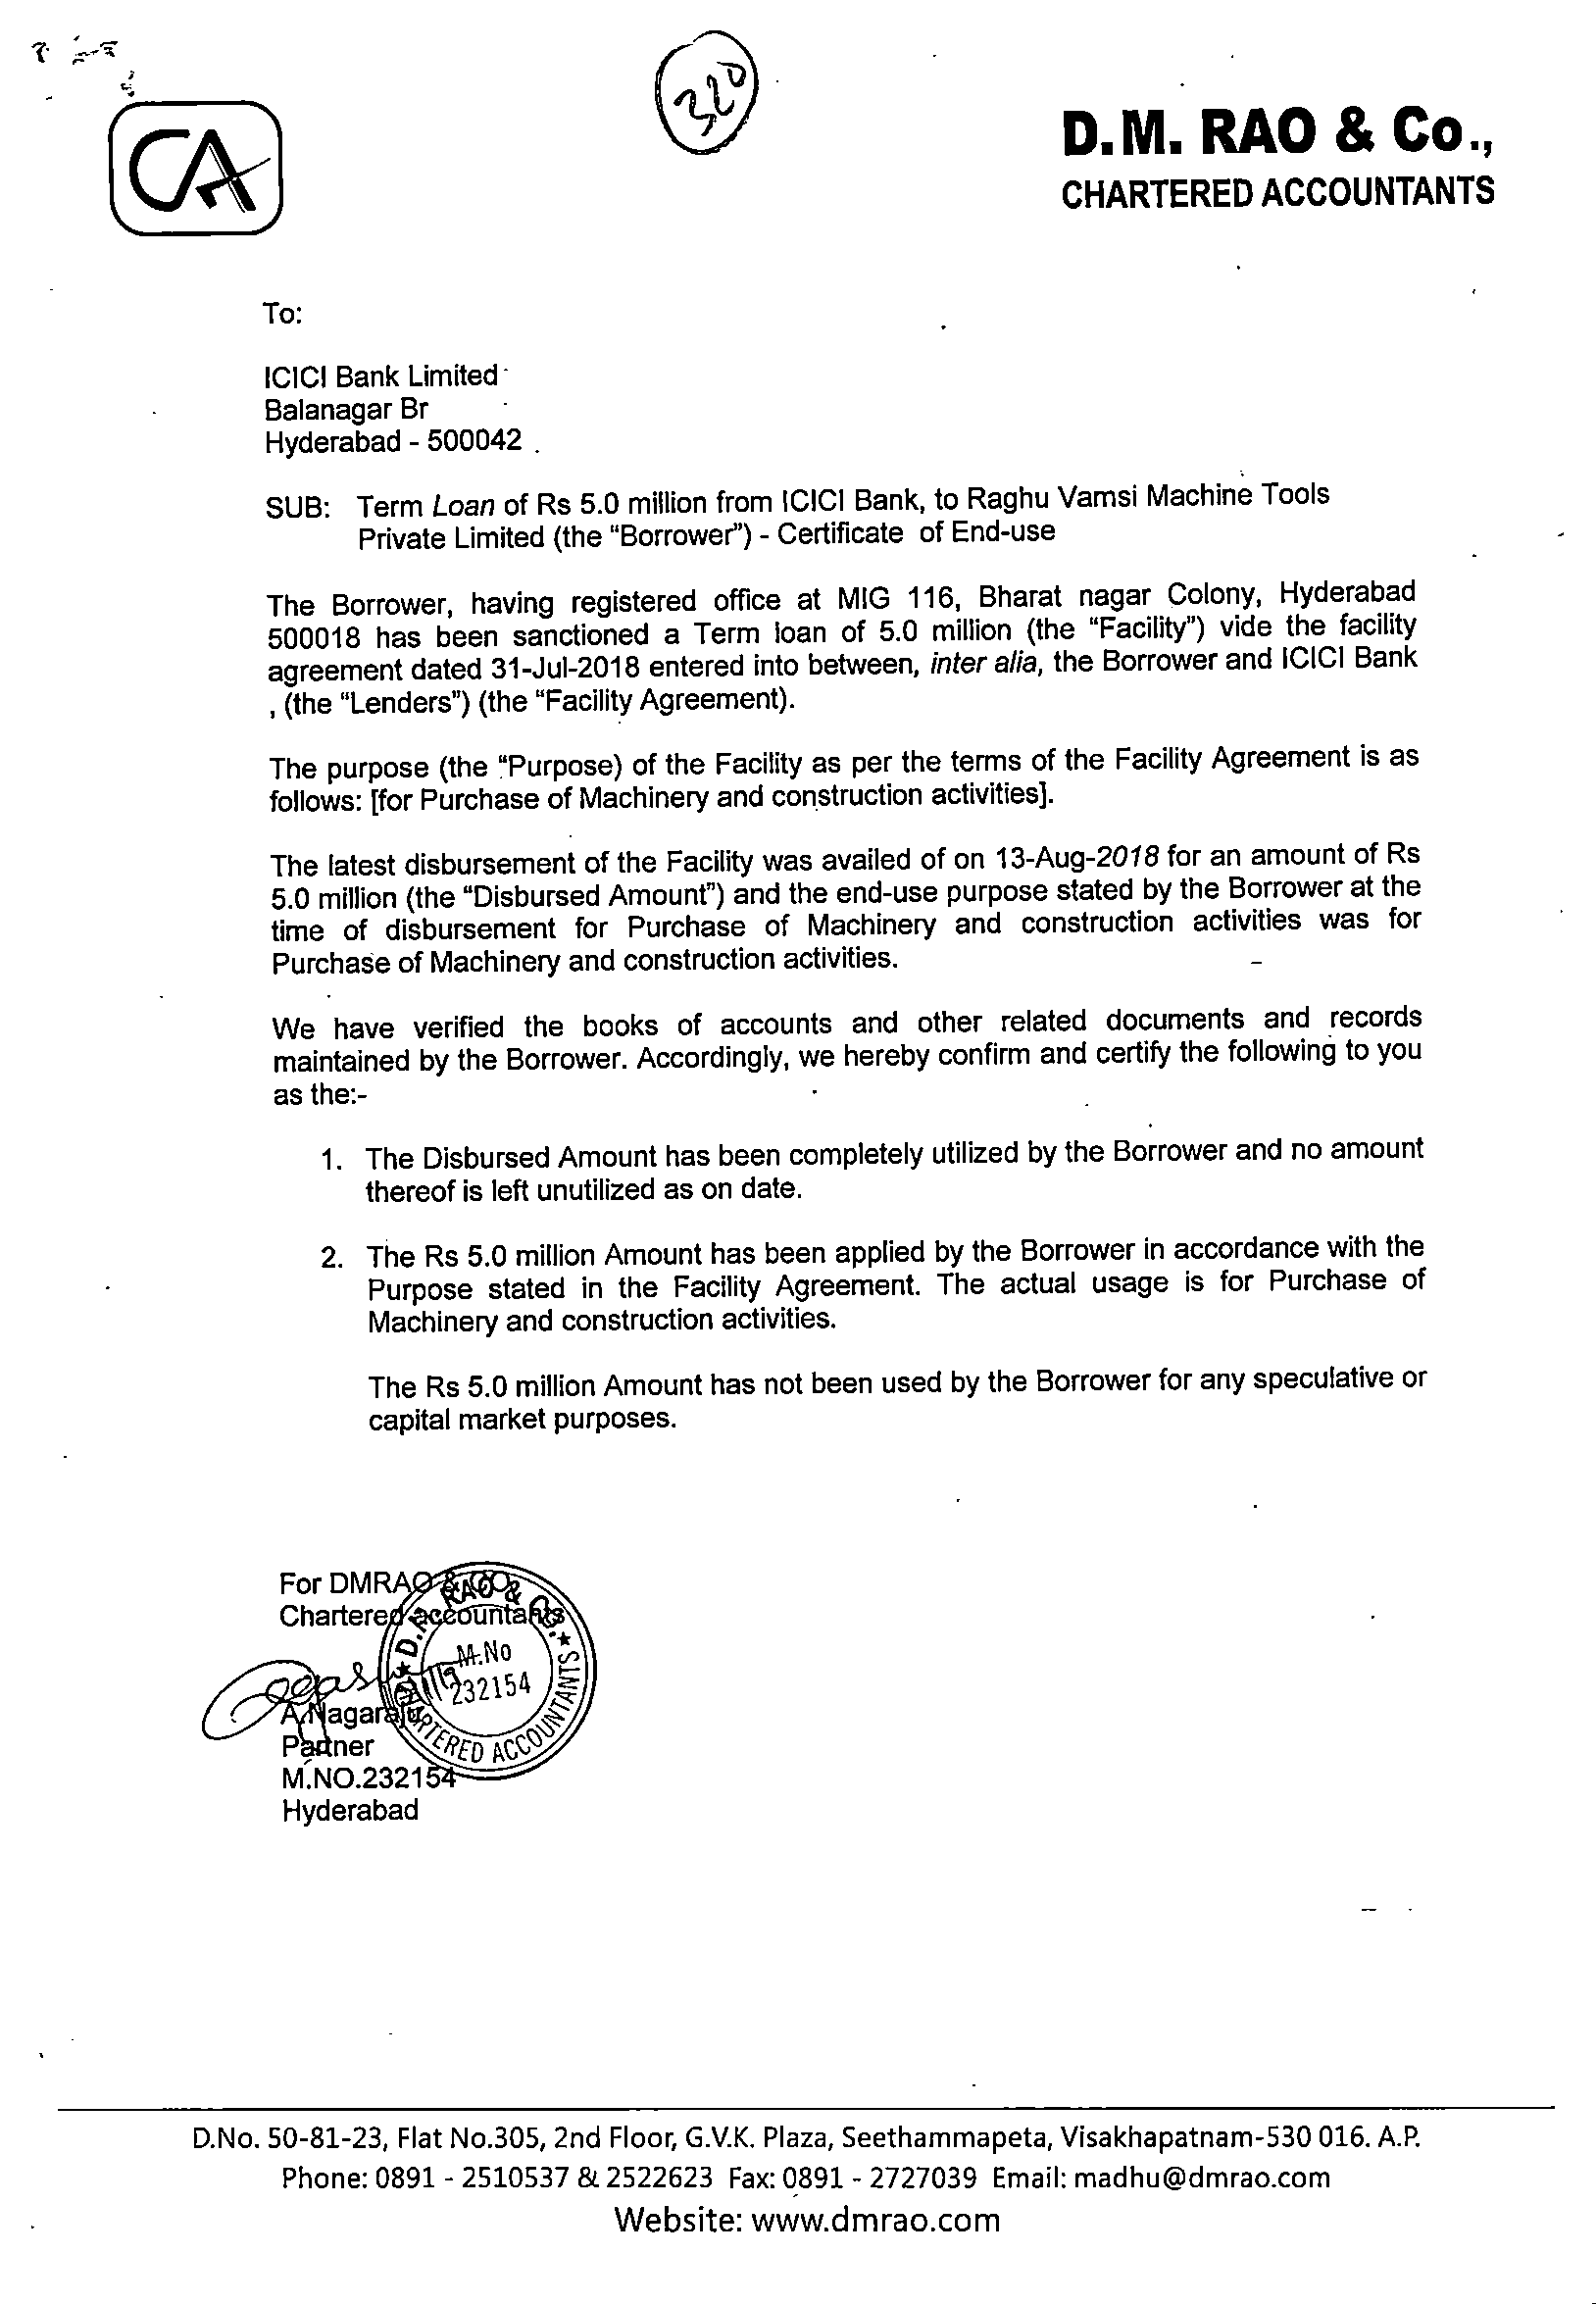 320
CA
D.M. RAO & Co.,
CHARTERED ACCOUNTANTS
To:
ICICI Bank Limited
Balanagar Br
Hyderabad - 500042
SUB: Term Loan of Rs 5.0 million from ICICI Bank, to Raghu Vamsi Machine Tools
Private Limited (the "Borrower") - Certificate of End-use
The Borrower, having registered office at MIG 116, Bharat nagar Colony, Hyderabad
500018 has been sanctioned a Term loan of 5.0 million (the "Facility") vide the facility
agreement dated 31-Jul-2018 entered into between, inter alia, the Borrower and ICICI Bank
, (the "Lenders") (the "Facility Agreement).
The purpose (the "Purpose) of the Facility as per the terms of the Facility Agreement is as
follows: [for Purchase of Machinery and construction activities].
The latest disbursement of the Facility was availed of on 13-Aug-2018 for an amount of Rs
5.0 million (the "Disbursed Amount") and the end-use purpose stated by the Borrower at the
time of disbursement for Purchase of Machinery and construction activities was for
Purchase of Machinery and construction activities.
We have verified the books of accounts and other related documents and records
maintained by the Borrower. Accordingly, we hereby confirm and certify the following to you
as the:-
1. The Disbursed Amount has been completely utilized by the Borrower and no amount
thereof is left unutilized as on date.
2. The Rs 5.0 million Amount has been applied by the Borrower in accordance with the
Purpose stated in the Facility Agreement. The actual usage is for Purchase of
Machinery and construction activities.
The Rs 5.0 million Amount has not been used by the Borrower for any speculative or
capital market purposes.
For DMRAO & CO
Chartered accountants
D.M. RAO & CO.
M.No
232154
CHARTERED ACCOUNTANTS
A.Nagaraju
Partner
M.NO.232154
Hyderabad
D.No. 50-81-23, Flat No.305, 2nd Floor, G.V.K. Plaza, Seethammapeta, Visakhapatnam-530 016. A.P.
Phone: 0891 - 2510537 & 2522623 Fax: 0891 - 2727039 Email: madhu@dmrao.com
Website: www.dmrao.com